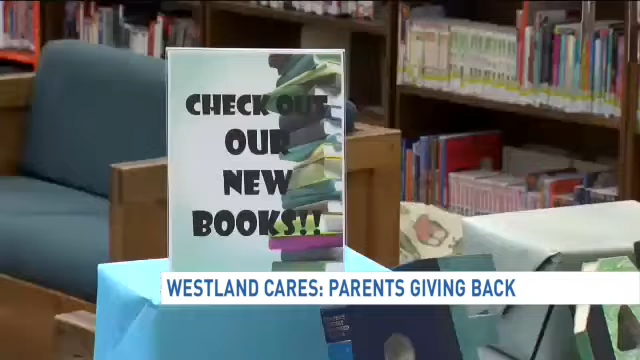 CHECK OUT
OUR
NEW
BOOKS!!
WESTLAND CARES: PARENTS GIVING BACK